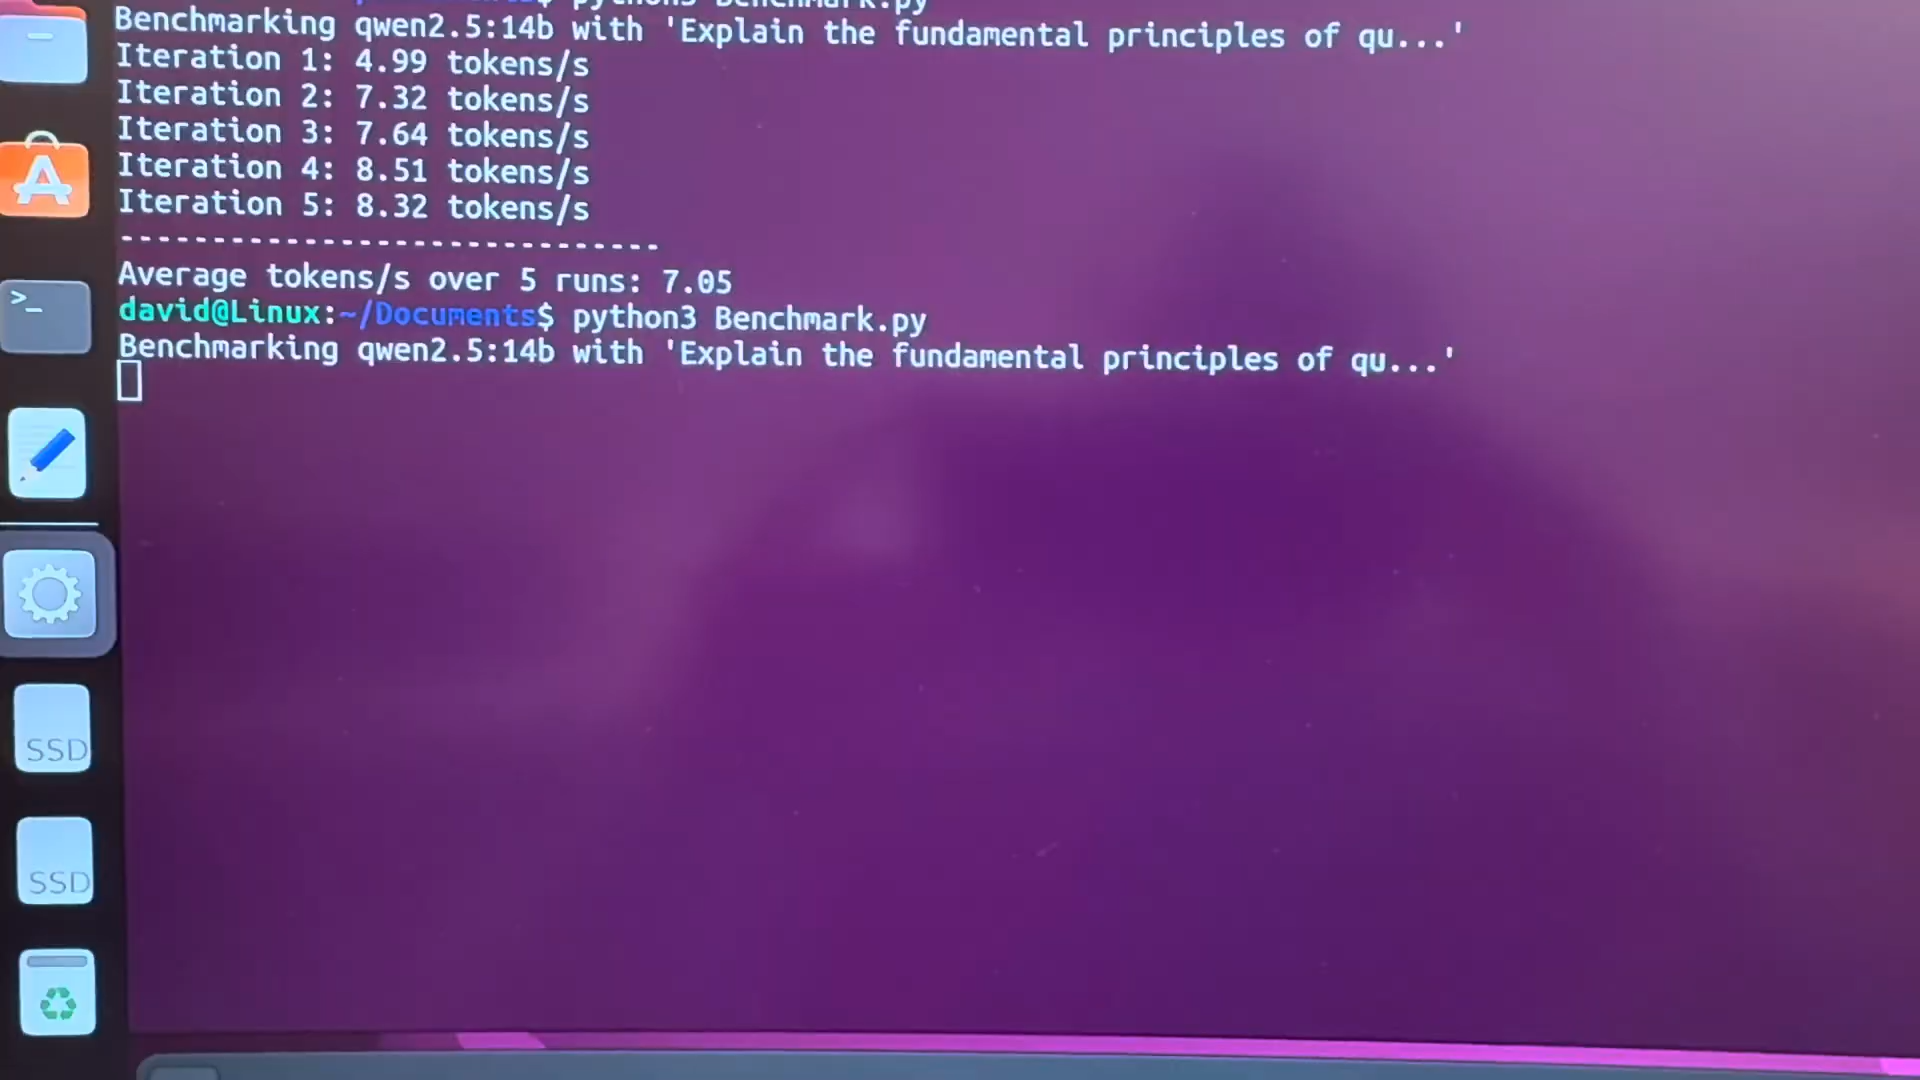 python3 Benchmark.py
Benchmarking qwen2.5:14b with 'Explain the fundamental principles of qu...'
Iteration 1: 4.99 tokens/s
Iteration 2: 7.32 tokens/s
Iteration 3: 7.64 tokens/s
Iteration 4: 8.51 tokens/s
Iteration 5: 8.32 tokens/s
-----------------------------
Average tokens/s over 5 runs: 7.05
david@Linux:~/Documents$ python3 Benchmark.py
Benchmarking qwen2.5:14b with 'Explain the fundamental principles of qu...'
>_
SSD
SSD